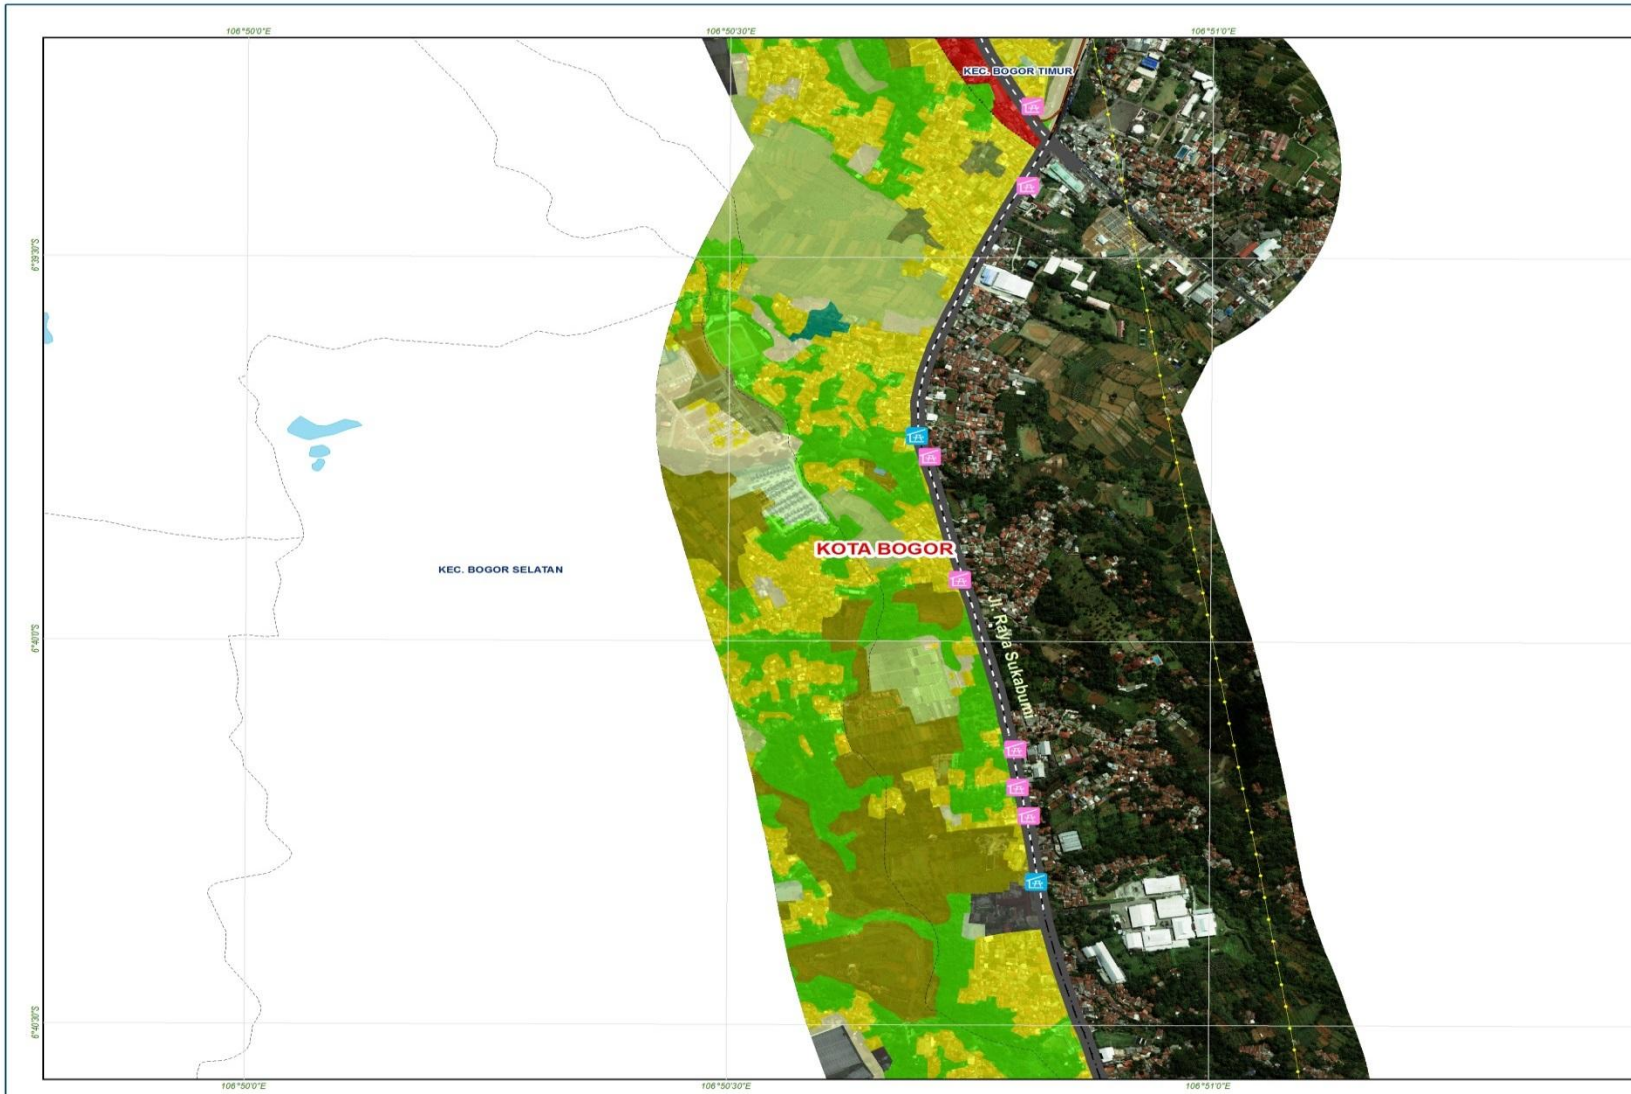 106°50'0"E
106°50'30"E
106°51'0"E
KEC. BOGOR TIMUR
6°39'30"S
KOTA BOGOR
KEC. BOGOR SELATAN
Jl. Raya Sukabumi
6°40'0"S
6°40'30"S
106°50'0"E
106°50'30"E
106°51'0"E